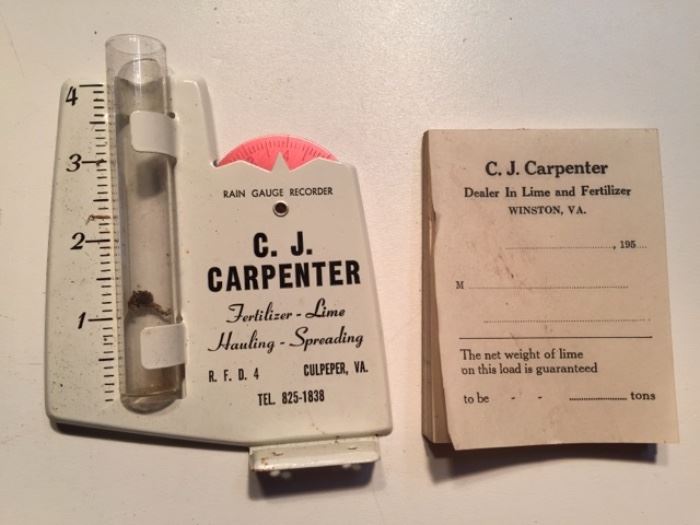 4
3
2
1
RAIN GAUGE RECORDER
C. J.
CARPENTER
Fertilizer - Lime
Hauling - Spreading
R. F. D. 4 CULPEPER, VA.
TEL. 825-1838
C. J. Carpenter
Dealer In Lime and Fertilizer
WINSTON, VA.
, 195
M
The net weight of lime
on this load is guaranteed
to be - - tons